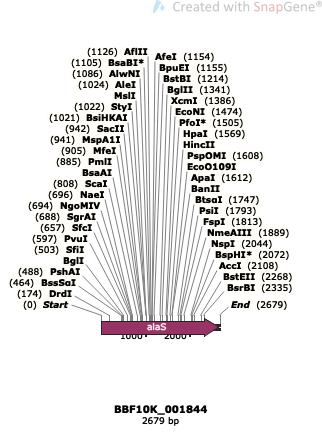 Created with SnapGene®
(1126) AflII
(1105) BsaBI*
(1086) AlwNI
(1024) AleI
MslI
(1022) StyI
(1021) BsiHKAI
(942) SacII
(941) MspA1I
(905) MfeI
(885) PmlI
BsaAI
(808) ScaI
(696) NaeI
(694) NgoMIV
(688) SgrAI
(657) SfcI
(597) PvuI
(503) SfiI
BglI
(488) PshAI
(464) BssSαI
(174) DrdI
(0) Start
AfeI (1154)
BpuEI (1155)
BstBI (1214)
BglII (1341)
XcmI (1386)
EcoNI (1474)
PfoI* (1505)
HpaI (1569)
HincII
PspOMI (1608)
EcoO109I
ApaI (1612)
BanII
BtsαI (1747)
PsiI (1793)
FspI (1813)
NmeAIII (1889)
NspI (2044)
BspHI* (2072)
AccI (2108)
BstEII (2268)
BsrBI (2335)
End (2679)
alaS
1000
2000
BBF10K_001844
2679 bp